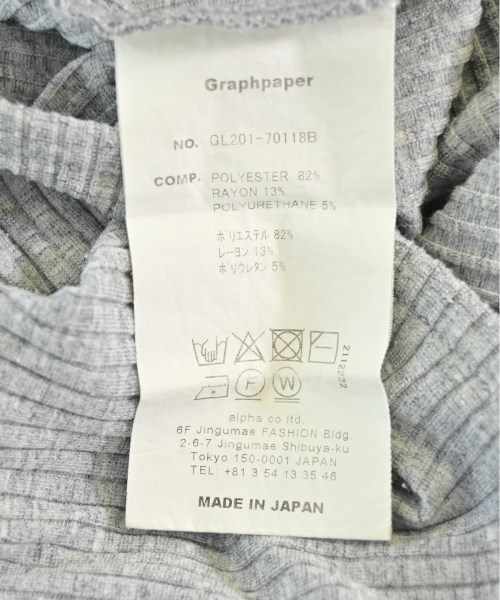 Graphpaper
NO. GL201-70118B
COMP. POLYESTER 82%
RAYON 13%
POLYURETHANE 5%
ポリエステル 82%
レーヨン 13%
ポリウレタン 5%
2112222
F W
alpha co ltd.
6F Jingumae FASHION Bldg.
2-6-7 Jingumae Shibuya-ku
Tokyo 150-0001 JAPAN
TEL: +81 3 54 13 35 46
MADE IN JAPAN